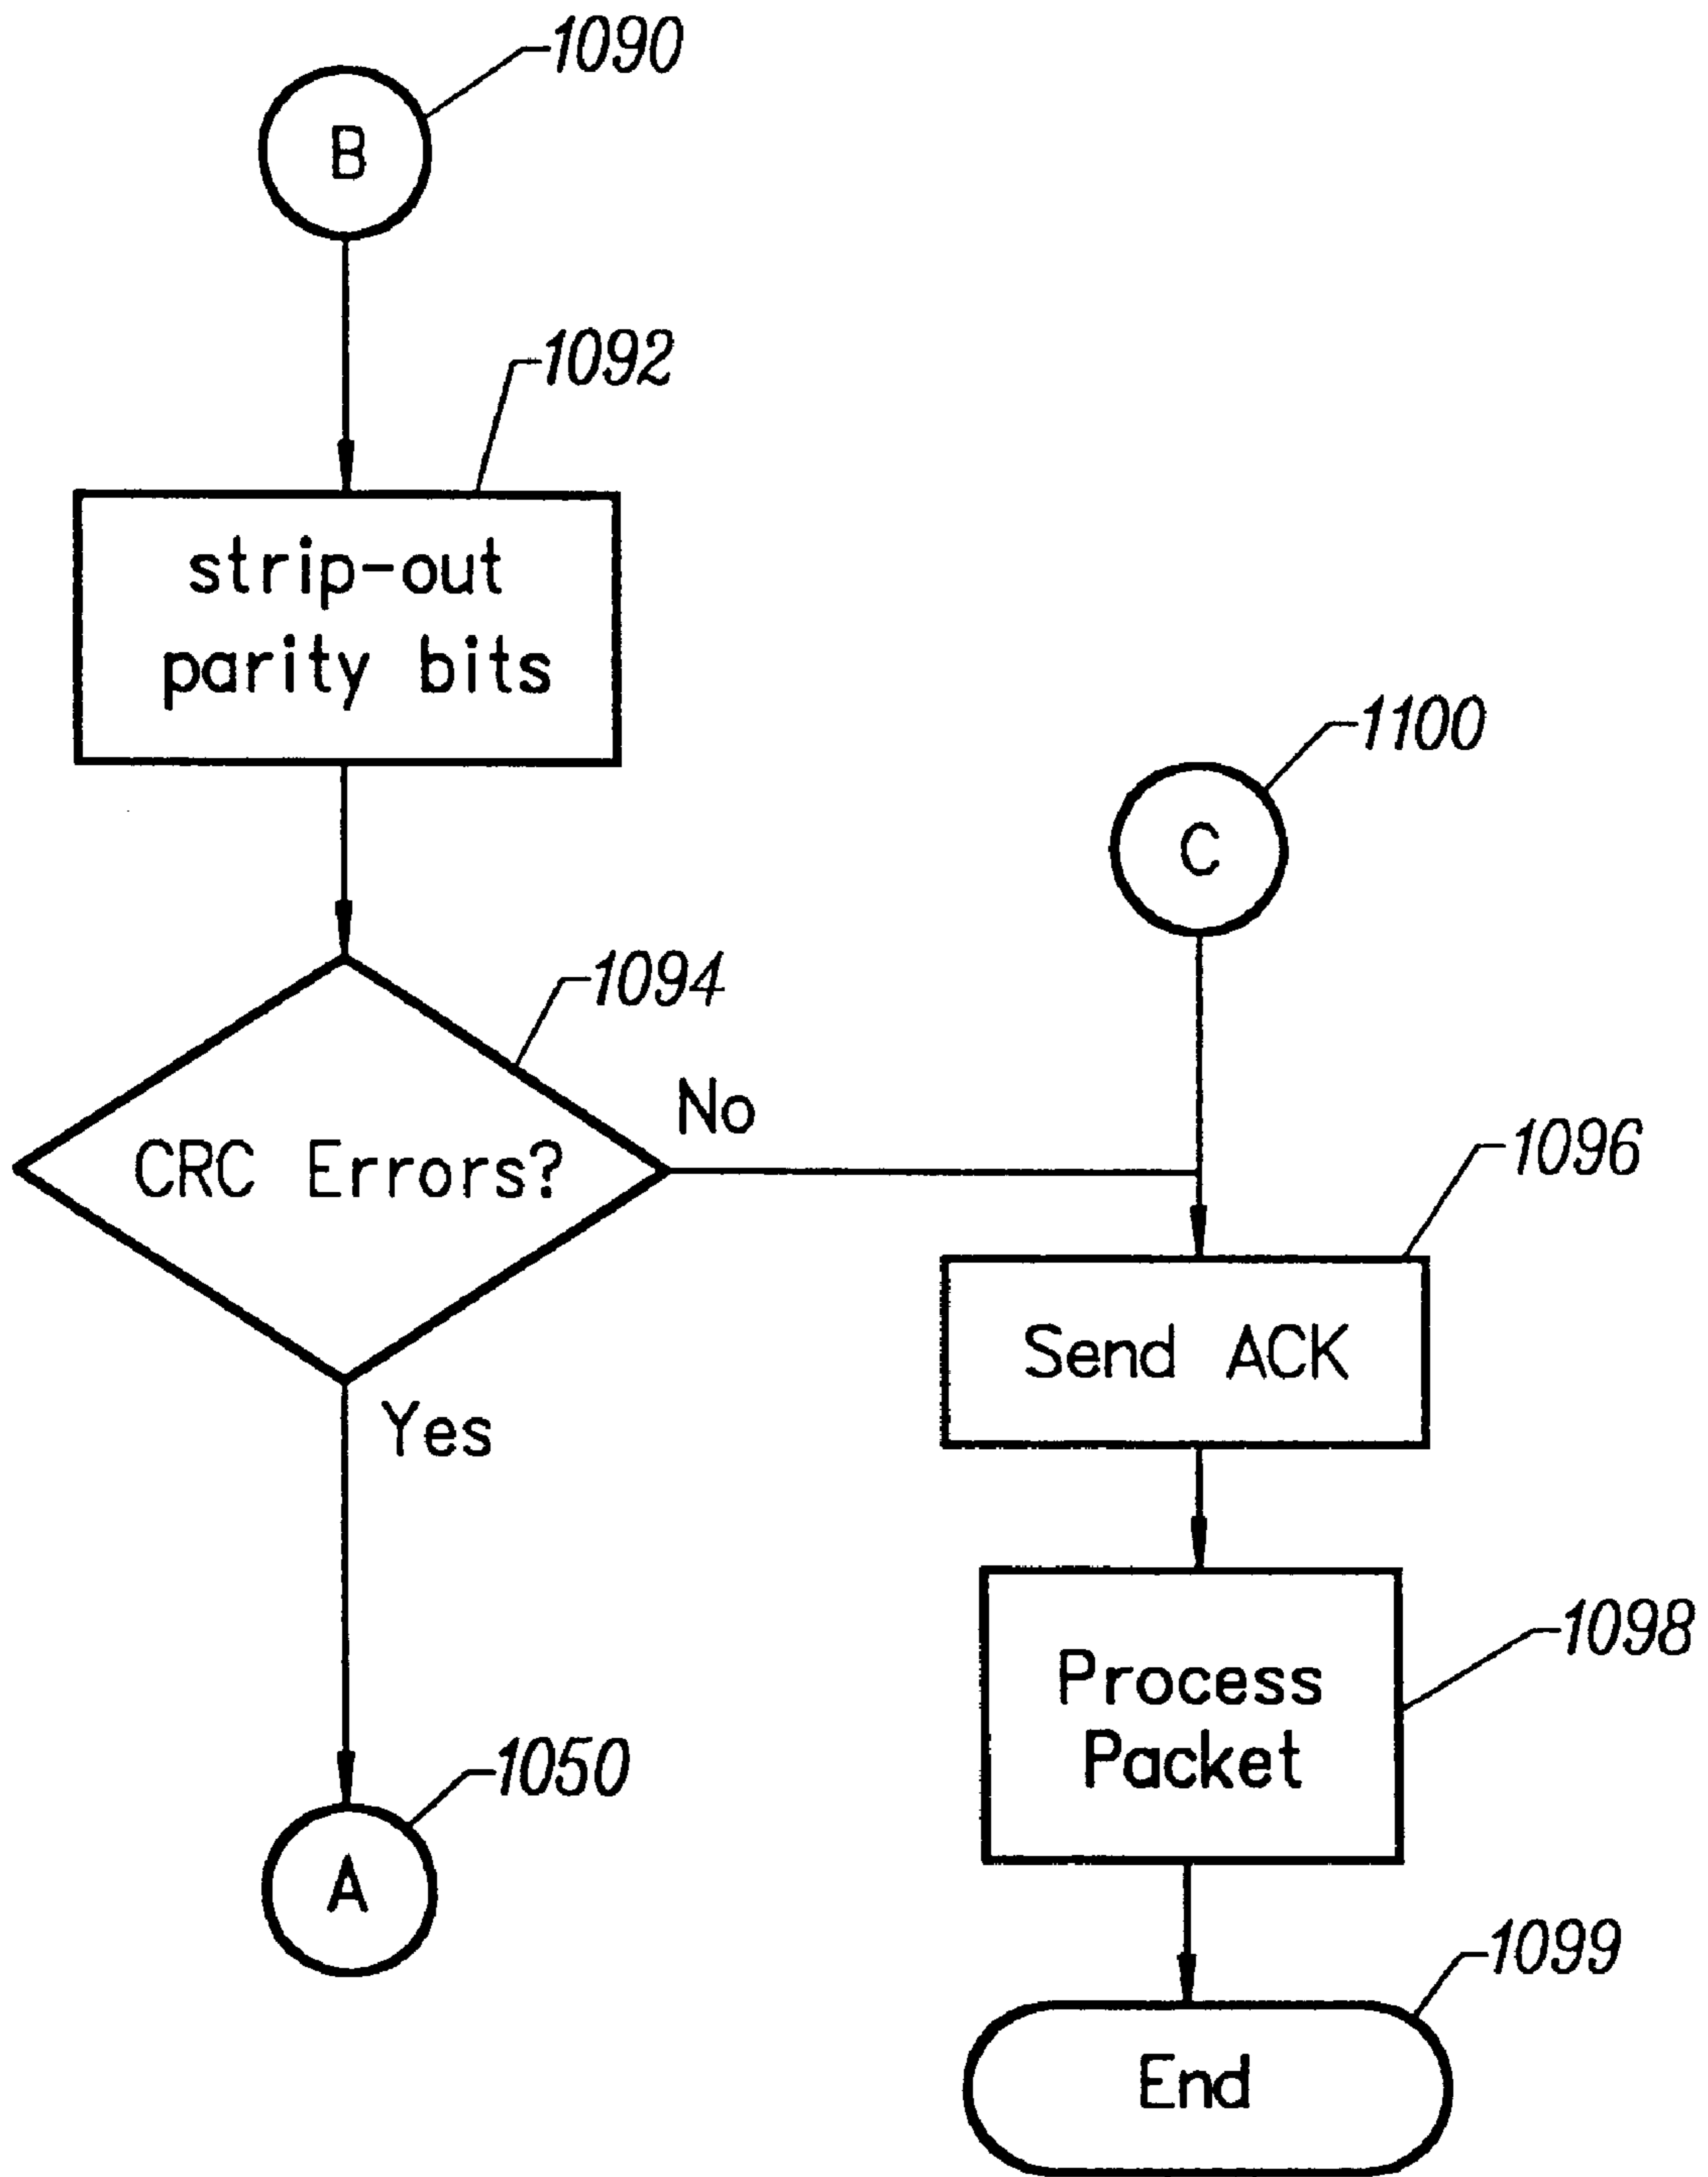 1090
B
1092
strip-out
parity bits
1100
C
1094
No
CRC Errors?
1096
Send ACK
Yes
1098
Process
Packet
1050
A
1099
End